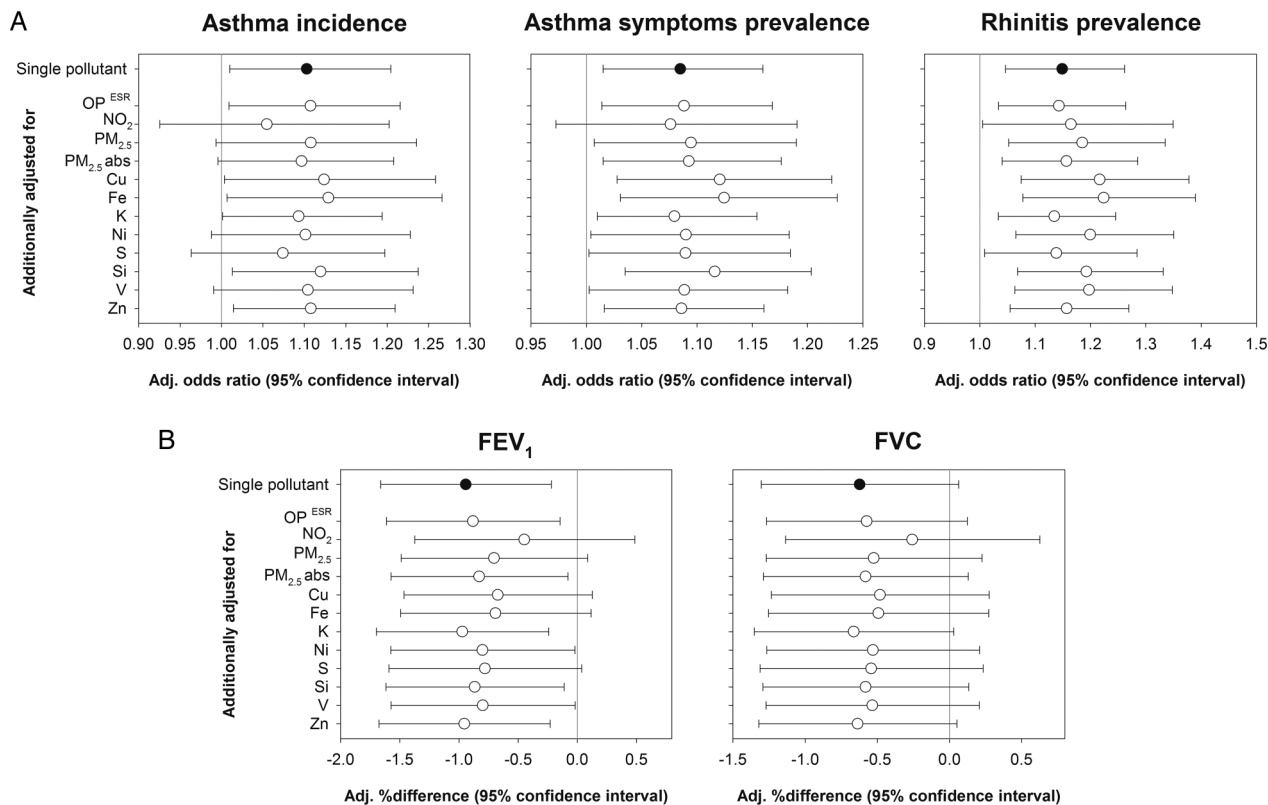 A
Asthma incidence
Asthma symptoms prevalence
Rhinitis prevalence
Single pollutant
Additionally adjusted for
OP ESR
NO2
PM2.5
PM2.5 abs
Cu
Fe
K
Ni
S
Si
V
Zn
0.90 0.95 1.00 1.05 1.10 1.15 1.20 1.25 1.30
0.95 1.00 1.05 1.10 1.15 1.20 1.25
0.9 1.0 1.1 1.2 1.3 1.4 1.5
Adj. odds ratio (95% confidence interval)
Adj. odds ratio (95% confidence interval)
Adj. odds ratio (95% confidence interval)
B
FEV1
FVC
Single pollutant
Additionally adjusted for
OP ESR
NO2
PM2.5
PM2.5 abs
Cu
Fe
K
Ni
S
Si
V
Zn
-2.0 -1.5 -1.0 -0.5 0.0 0.5
-1.5 -1.0 -0.5 0.0 0.5
Adj. %difference (95% confidence interval)
Adj. %difference (95% confidence interval)